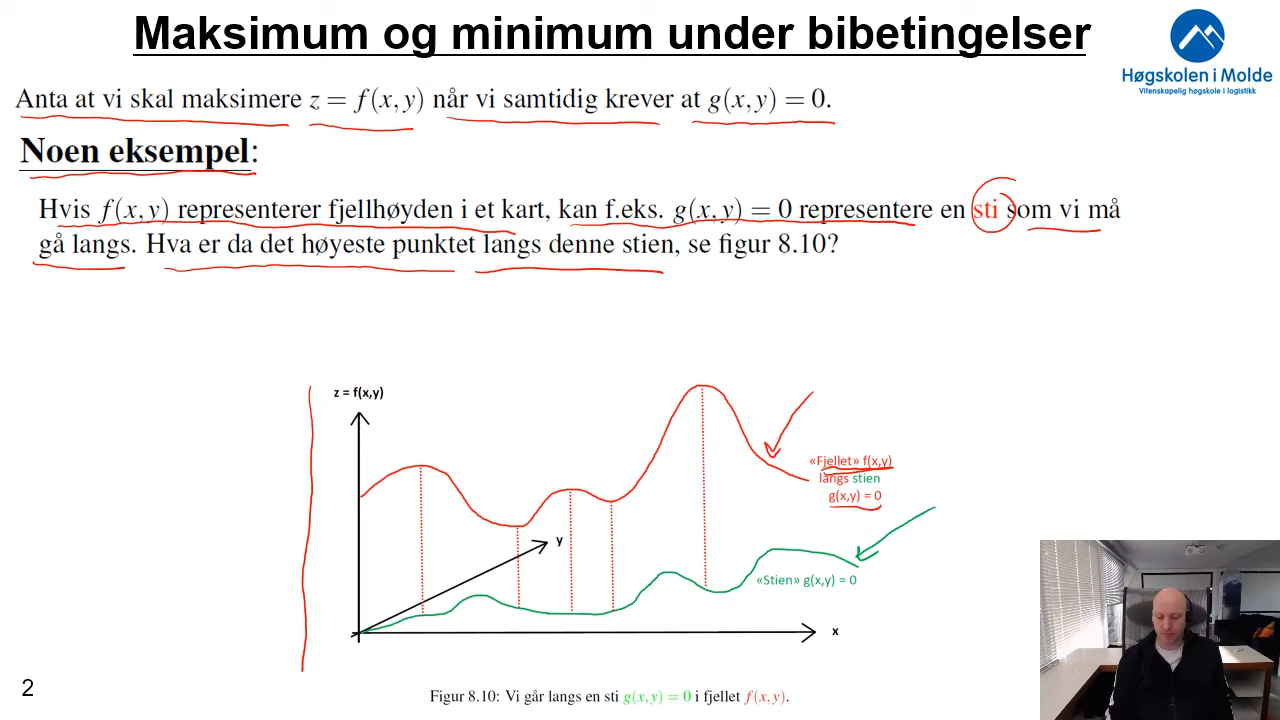 Maksimum og minimum under bibetingelser
Høgskolen i Molde
Vitenskapelig høgskole i logistikk
Anta at vi skal maksimere z = f(x,y) når vi samtidig krever at g(x,y) = 0.
Noen eksempel:
Hvis f(x,y) representerer fjellhøyden i et kart, kan f.eks. g(x,y) = 0 representere en sti som vi må
gå langs. Hva er da det høyeste punktet langs denne stien, se figur 8.10?
z = f(x,y)
«Fjellet» f(x,y)
langs stien
g(x,y) = 0
y
«Stien» g(x,y) = 0
x
2
Figur 8.10: Vi går langs en sti g(x,y) = 0 i fjellet f(x,y).